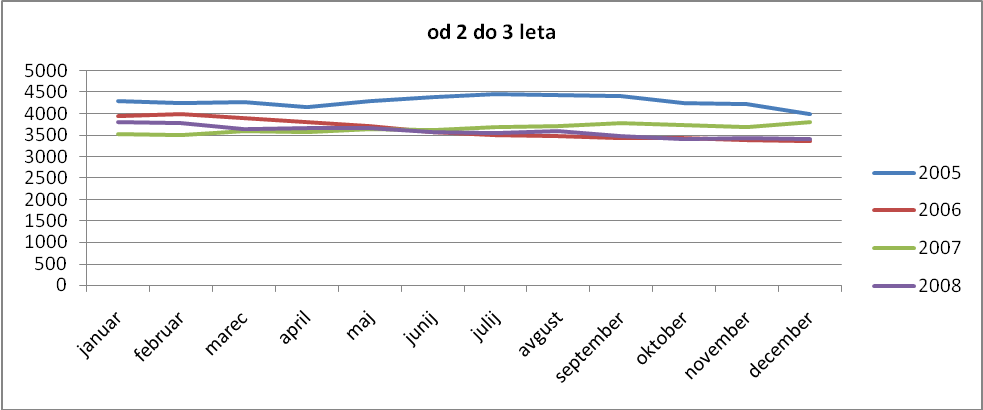 od 2 do 3 leta
5000
4500
4000
3500
3000
2500
2000
1500
1000
500
0
januar
februar
marec
april
maj
junij
julij
avgust
september
oktober
november
december
2005
2006
2007
2008